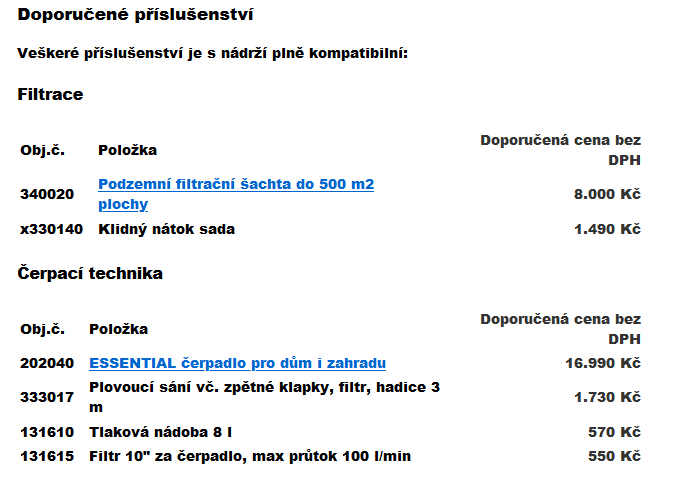 Doporučené příslušenství
Veškeré příslušenství je s nádrží plně kompatibilní:
Filtrace
Obj.č. Položka Doporučená cena bez
DPH
340020 Podzemní filtrační šachta do 500 m2
plochy 8.000 Kč
x330140 Klidný nátok sada 1.490 Kč
Čerpací technika
Obj.č. Položka Doporučená cena bez
DPH
202040 ESSENTIAL čerpadlo pro dům i zahradu 16.990 Kč
333017 Plovoucí sání vč. zpětné klapky, filtr, hadice 3
m 1.730 Kč
131610 Tlaková nádoba 8 l 570 Kč
131615 Filtr 10" za čerpadlo, max průtok 100 l/min 550 Kč